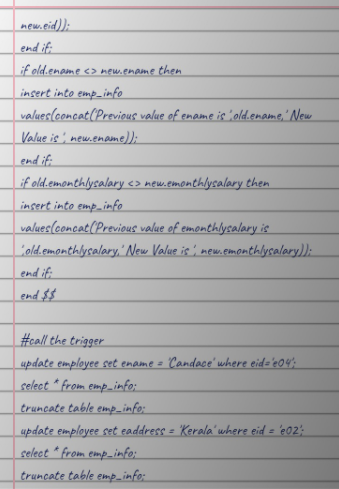 new.eid));
end if;
if old.ename <> new.ename then
insert into emp_info
values(concat('Previous value of ename is ',old.ename,' New
Value is ', new.ename));
end if;
if old.emonthlysalary <> new.emonthlysalary then
insert into emp_info
values(concat('Previous value of emonthlysalary is
',old.emonthlysalary,' New Value is ', new.emonthlysalary));
end if;
end $$
#call the trigger
update employee set ename = 'Candace' where eid='e04';
select * from emp_info;
truncate table emp_info;
update employee set eaddress = 'Kerala' where eid = 'e02';
select * from emp_info;
truncate table emp_info;